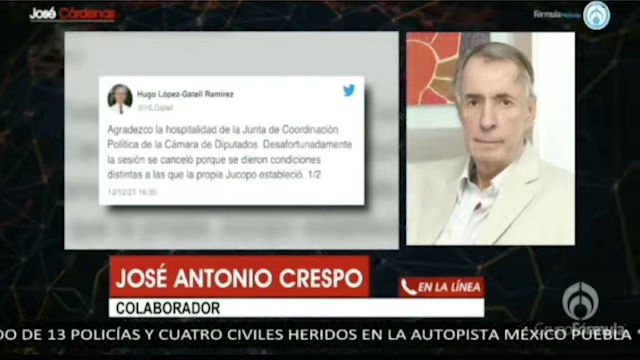 José Cárdenas
Fórmula
Hugo López-Gatell Ramírez
@HLGatell
Agradezco la hospitalidad de la Junta de Coordinación
Política de la Cámara de Diputados. Desafortunadamente
la sesión se canceló porque se dieron condiciones
distintas a las que la propia Jucopo estableció. 1/2
13/12/21 16:35
JOSÉ ANTONIO CRESPO
EN LA LÍNEA
COLABORADOR
GrupoFórmula
DO DE 13 POLICÍAS Y CUATRO CIVILES HERIDOS EN LA AUTOPISTA MÉXICO PUEBLA "